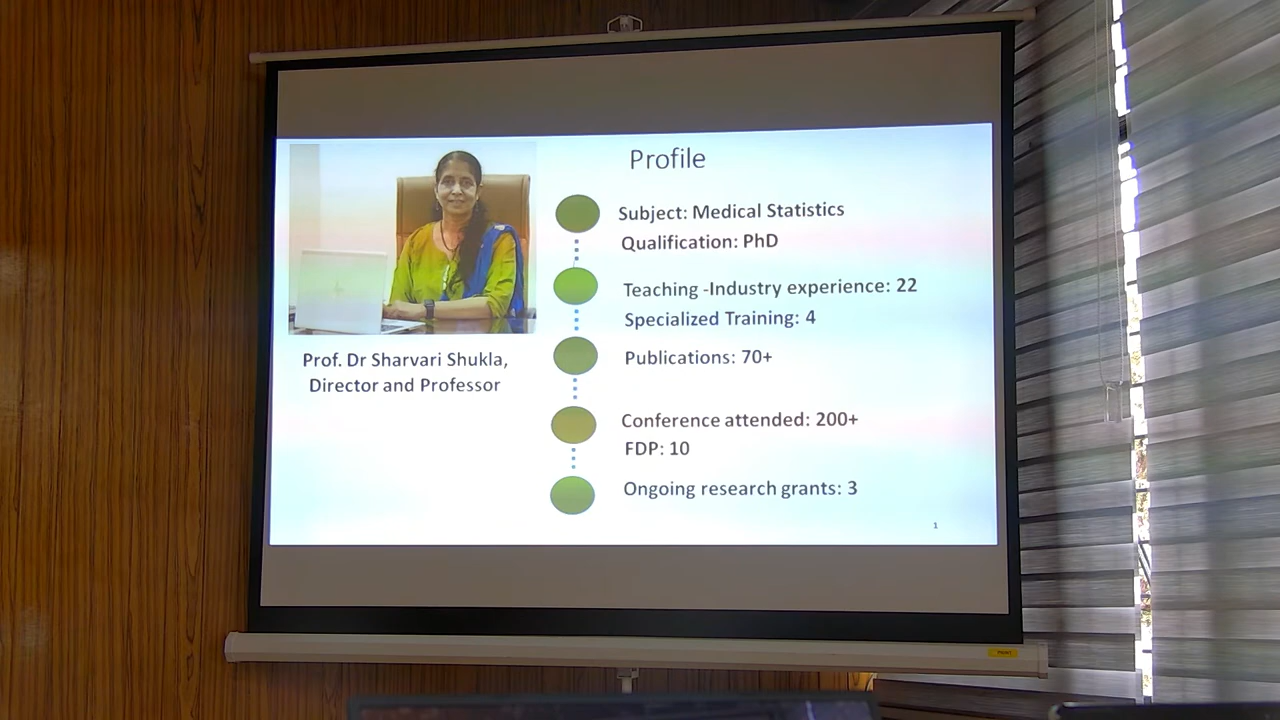 Profile
Prof. Dr Sharvari Shukla,
Director and Professor
Subject: Medical Statistics
Qualification: PhD
Teaching -Industry experience: 22
Specialized Training: 4
Publications: 70+
Conference attended: 200+
FDP: 10
Ongoing research grants: 3
1